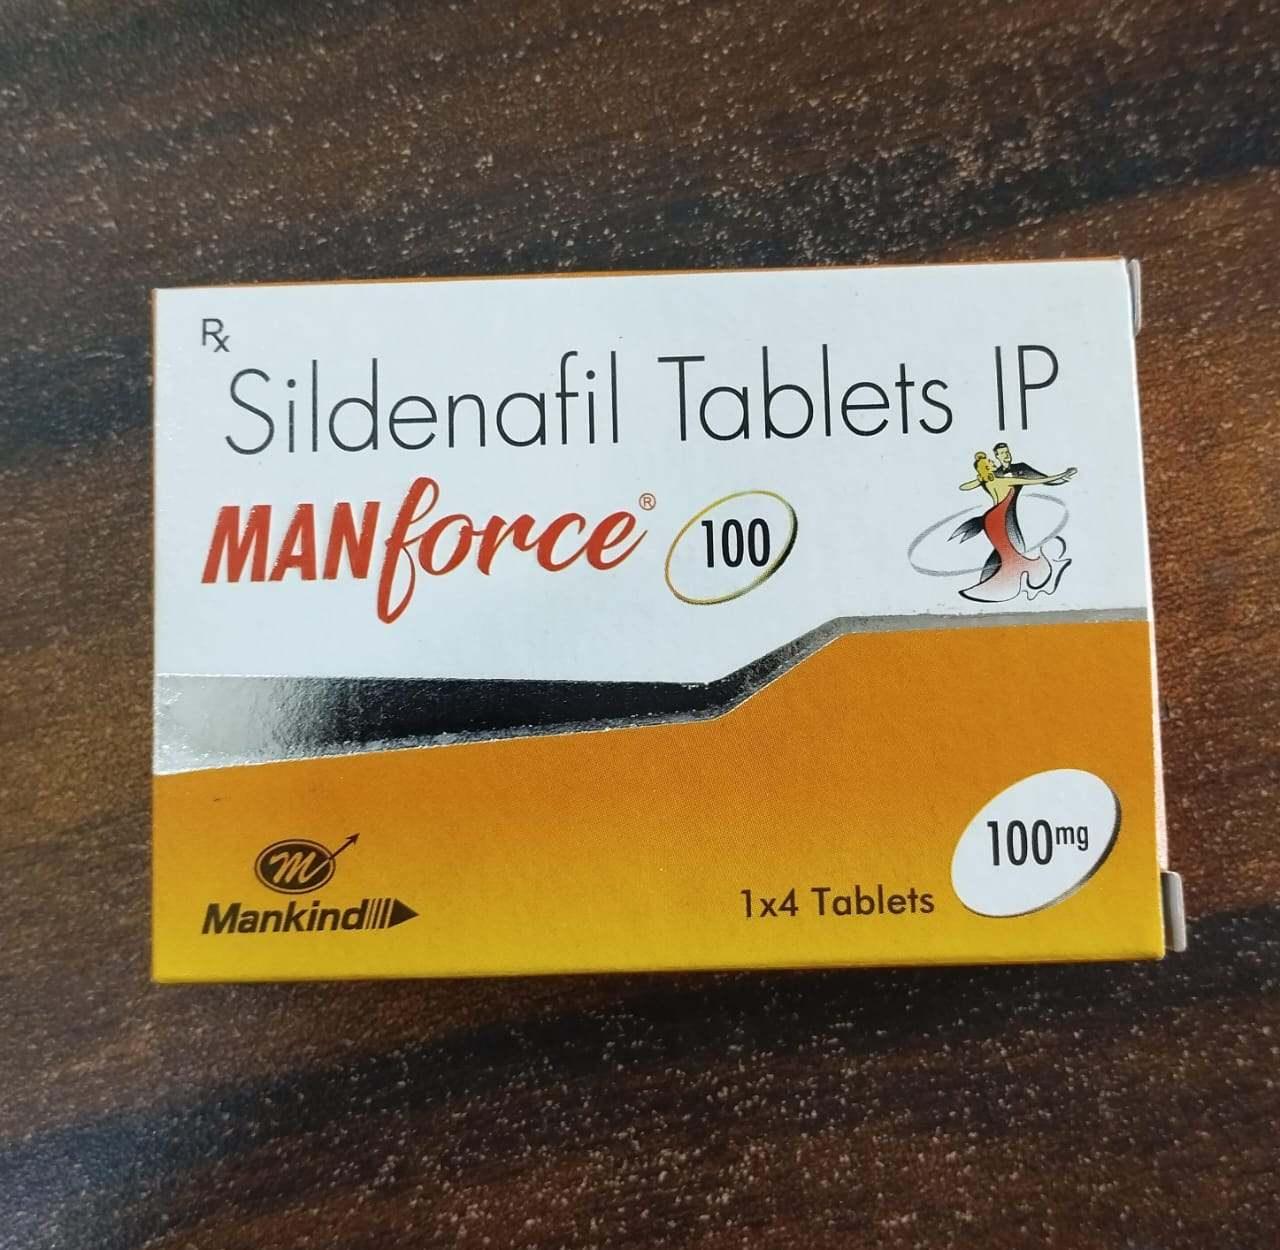 Rx
Sildenafil Tablets IP
MANforce® 100
100mg
1x4 Tablets
m
Mankind